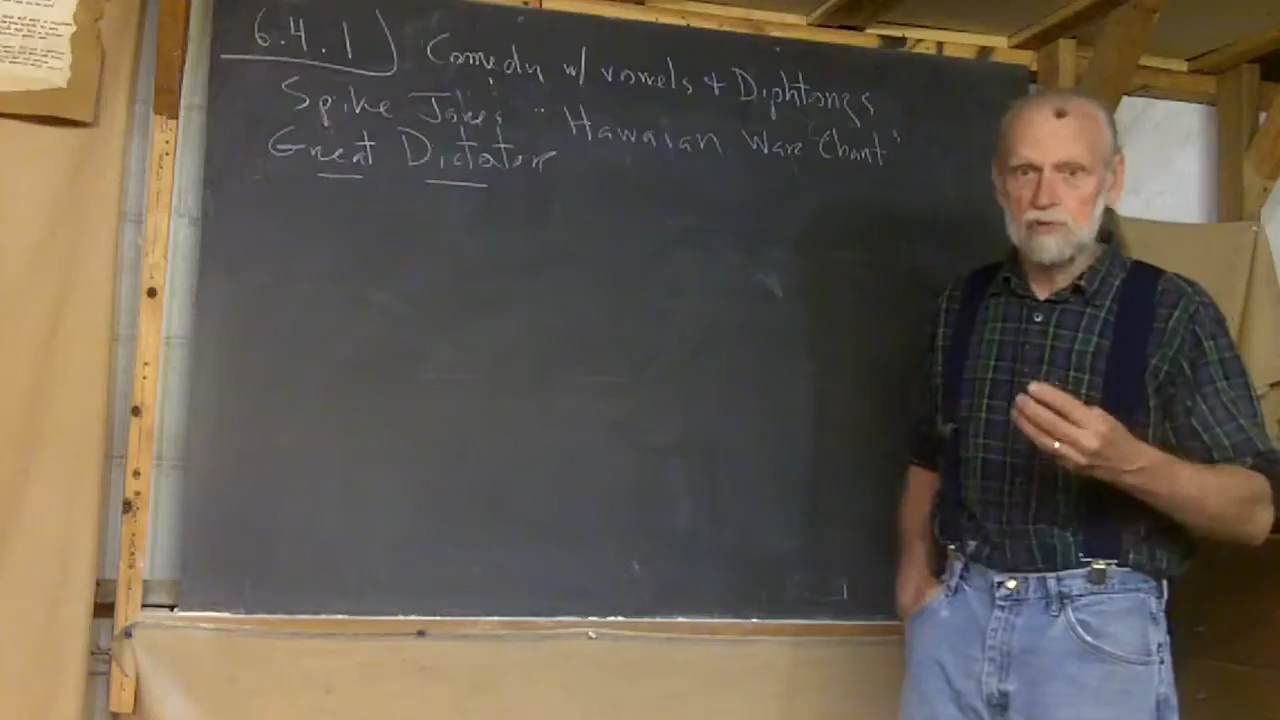 6.4.1) Comedy w/ vowels + Diphtongs
Spike Jones "Hawaiian War Chant"
Great Dictator